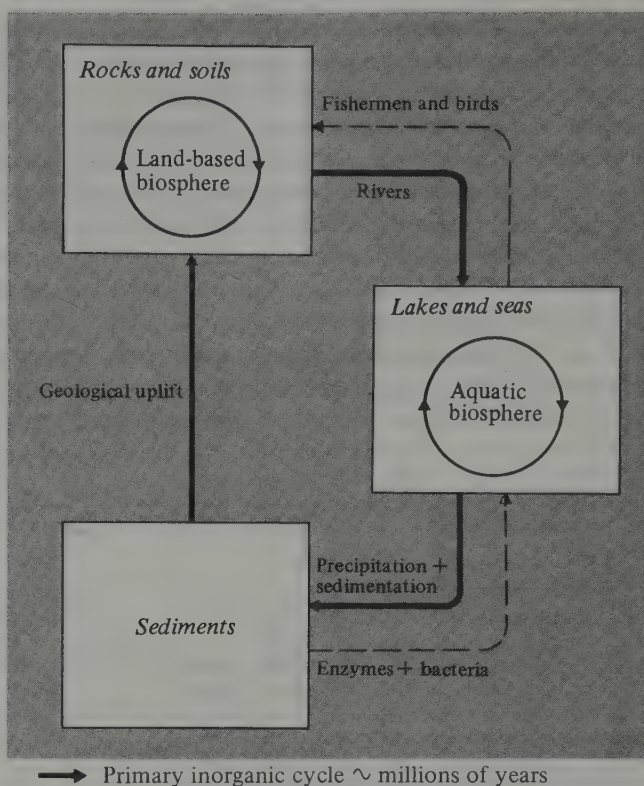 Rocks and soils
Land-based
biosphere
Fishermen and birds
Rivers
Lakes and seas
Aquatic
biosphere
Geological uplift
Precipitation +
sedimentation
Sediments
Enzymes + bacteria
Primary inorganic cycle ~ millions of years